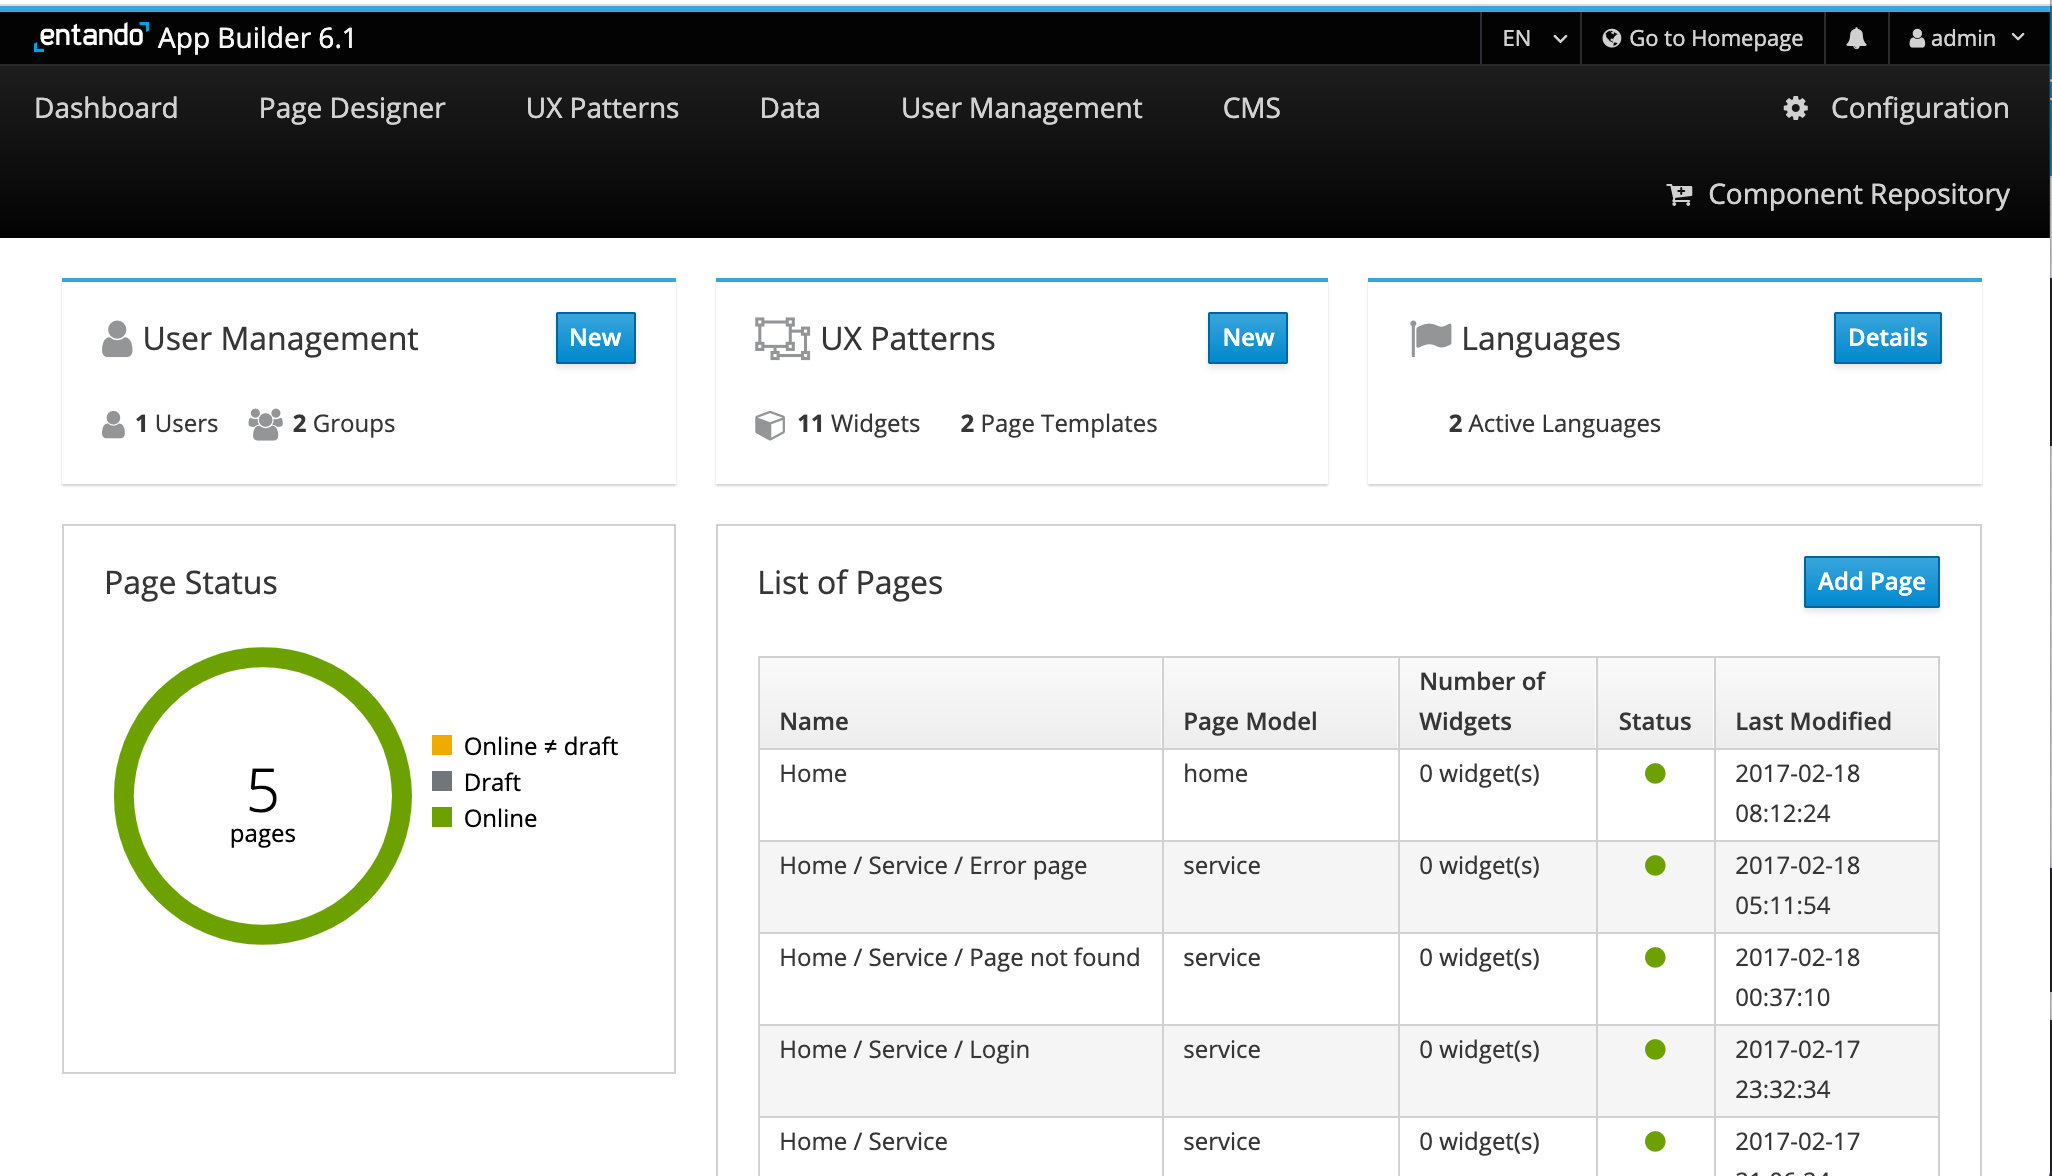 entando App Builder 6.1
EN
Go to Homepage
admin
Dashboard
Page Designer
UX Patterns
Data
User Management
CMS
Configuration
Component Repository
User Management
New
1 Users
2 Groups
UX Patterns
New
11 Widgets
2 Page Templates
Languages
Details
2 Active Languages
Page Status
5
pages
Online ≠ draft
Draft
Online
List of Pages
Add Page
Name
Page Model
Number of
Widgets
Status
Last Modified
Home
home
0 widget(s)
2017-02-18
08:12:24
Home / Service / Error page
service
0 widget(s)
2017-02-18
05:11:54
Home / Service / Page not found
service
0 widget(s)
2017-02-18
00:37:10
Home / Service / Login
service
0 widget(s)
2017-02-17
23:32:34
Home / Service
service
0 widget(s)
2017-02-17